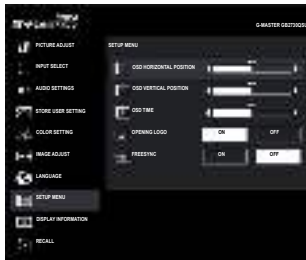 G-MASTER GB2730QSU
PICTURE ADJUST
SETUP MENU
INPUT SELECT
OSD HORIZONTAL POSITION
AUDIO SETTINGS
OSD VERTICAL POSITION
STORE USER SETTING
OSD TIME
COLOR SETTING
OPENING LOGO
ON
OFF
IMAGE ADJUST
FREESYNC
ON
OFF
LANGUAGE
SETUP MENU
DISPLAY INFORMATION
RECALL